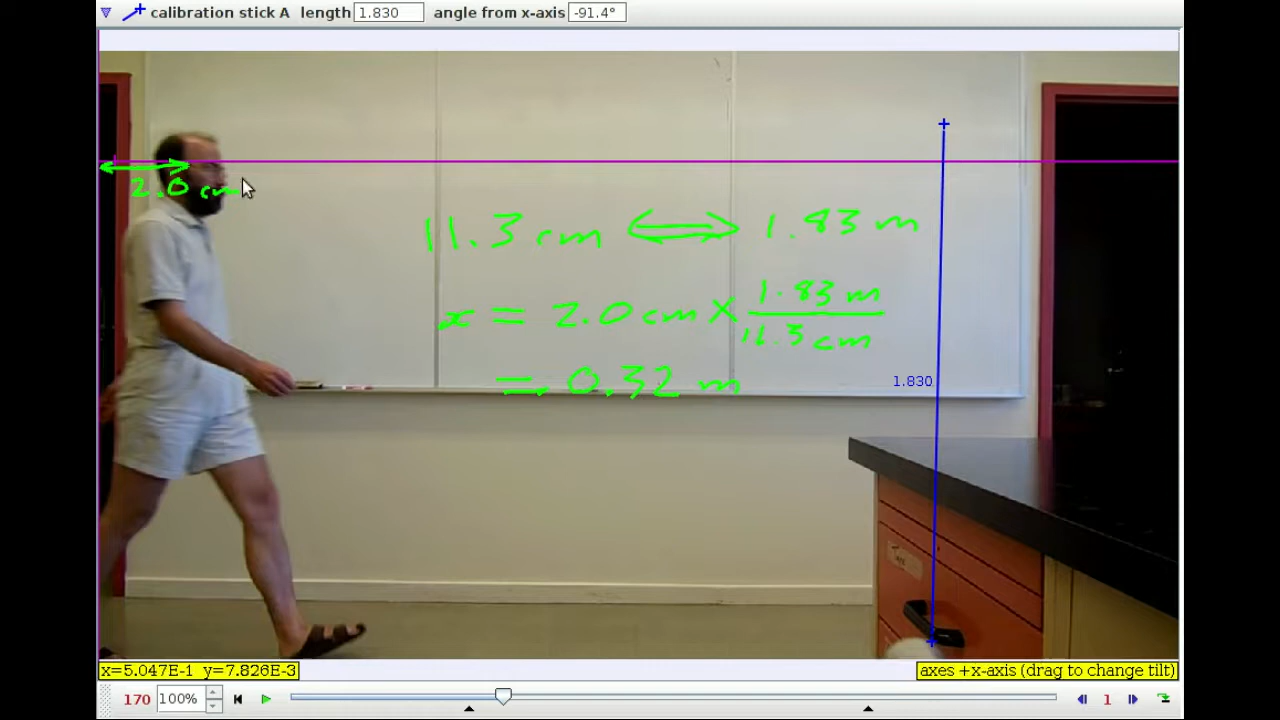 calibration stick A length 1.830 angle from x-axis -91.4°
2.0 cm
11.3 cm ⟺ 1.83 m
x = 2.0 cm × 1.83 m
11.3 cm
= 0.32 m
1.830
x=5.047E-1 y=7.826E-3
axes +x-axis (drag to change tilt)
170 100% 1